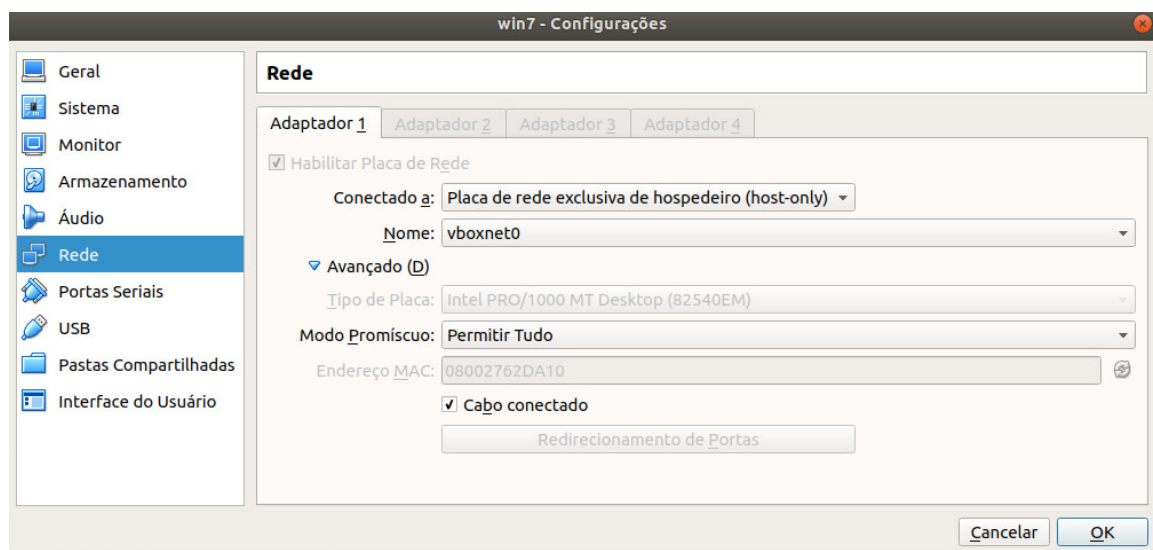 win7 - Configurações
Geral
Sistema
Monitor
Armazenamento
Áudio
Rede
Portas Seriais
USB
Pastas Compartilhadas
Interface do Usuário
Rede
Adaptador 1 Adaptador 2 Adaptador 3 Adaptador 4
Habilitar Placa de Rede
Conectado a: Placa de rede exclusiva de hospedeiro (host-only)
Nome: vboxnet0
Avançado (D)
Tipo de Placa: Intel PRO/1000 MT Desktop (82540EM)
Modo Promíscuo: Permitir Tudo
Endereço MAC: 08002762DA10
Cabo conectado
Redirecionamento de Portas
Cancelar OK